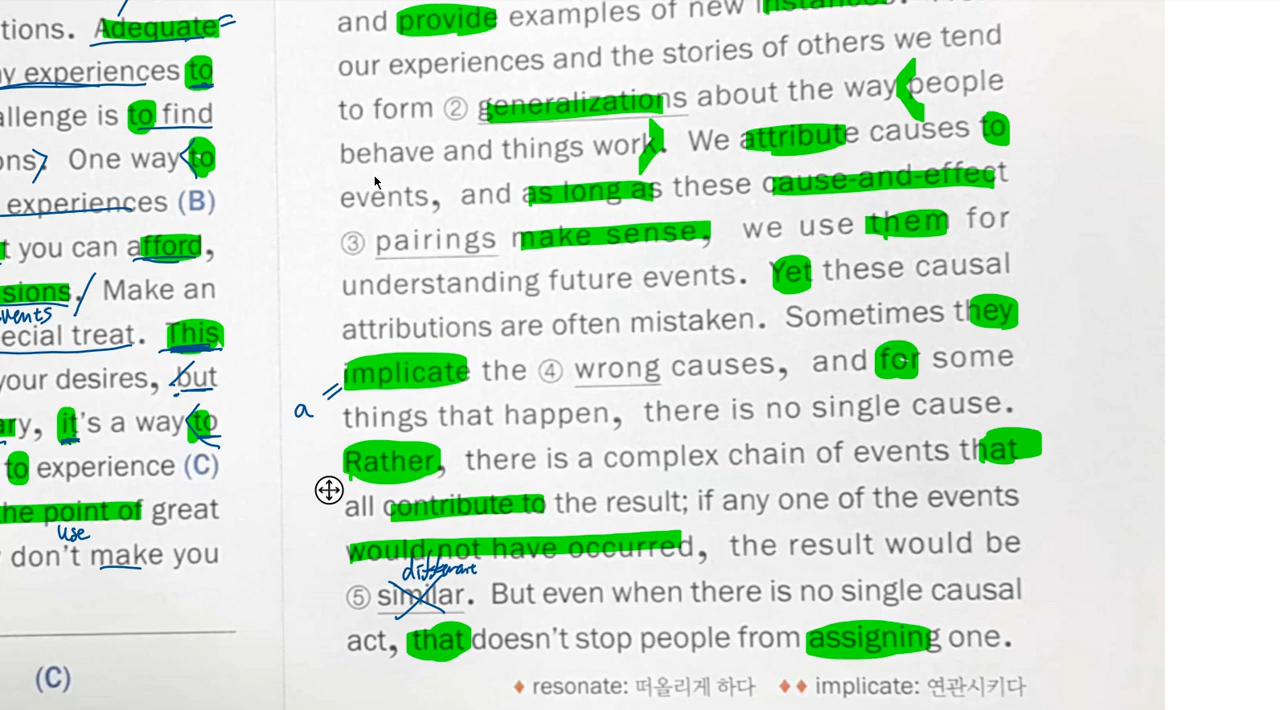 tions. Adequate
y experiences to
allenge is to find
ons, One way to
experiences (B)
t you can afford,
sions. Make an
vents
ecial treat. This
your desires, but
ary, it's a way to
to experience (C)
he point of great
use
don't make you
(C)
and provide examples of new
our experiences and the stories of others we tend
to form ② generalizations about the way people
behave and things work. We attribute causes to
events, and as long as these cause-and-effect
③ pairings make sense, we use them for
understanding future events. Yet these causal
attributions are often mistaken. Sometimes they
implicate the ④ wrong causes, and for some
a =
things that happen, there is no single cause.
Rather, there is a complex chain of events that
all contribute to the result; if any one of the events
would not have occurred, the result would be
different
⑤ similar. But even when there is no single causal
act, that doesn't stop people from assigning one.
♦ resonate: 떠올리게 하다 ♦♦ implicate: 연관시키다